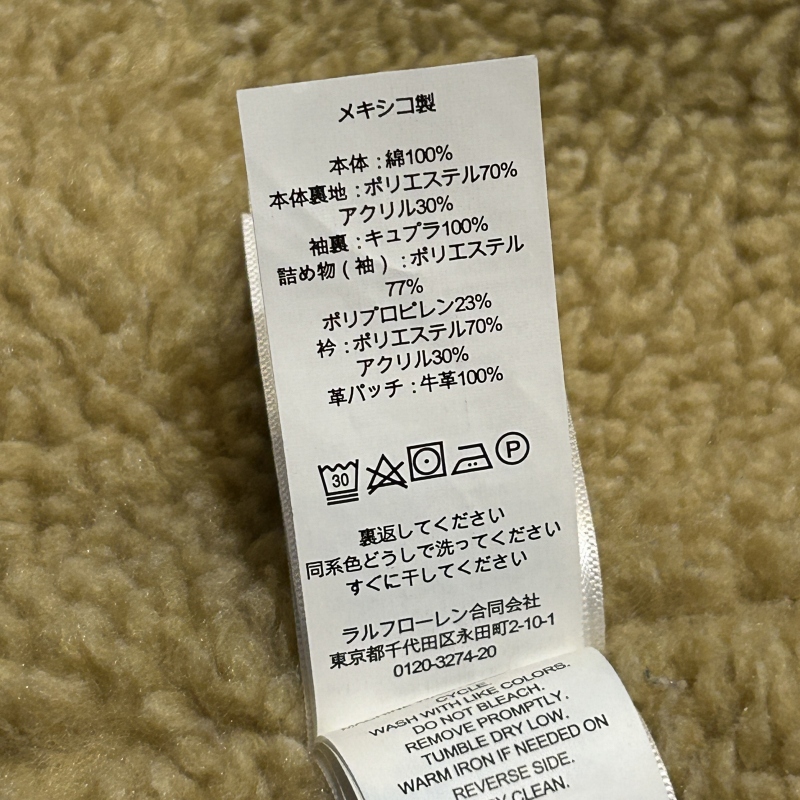 メキシコ製
本体 : 綿100%
本体裏地 : ポリエステル70%
アクリル30%
袖裏 : キュプラ100%
詰め物 ( 袖 ) : ポリエステル
77%
ポリプロピレン23%
衿 : ポリエステル70%
アクリル30%
革パッチ : 牛革100%
30
P
裏返してください
同系色どうしで洗ってください
すぐに干してください
ラルフローレン合同会社
東京都千代田区永田町2-10-1
0120-3274-20
CYCLE.
WASH WITH LIKE COLORS.
DO NOT BLEACH.
REMOVE PROMPTLY.
TUMBLE DRY LOW.
WARM IRON IF NEEDED ON
REVERSE SIDE.
CLEAN.